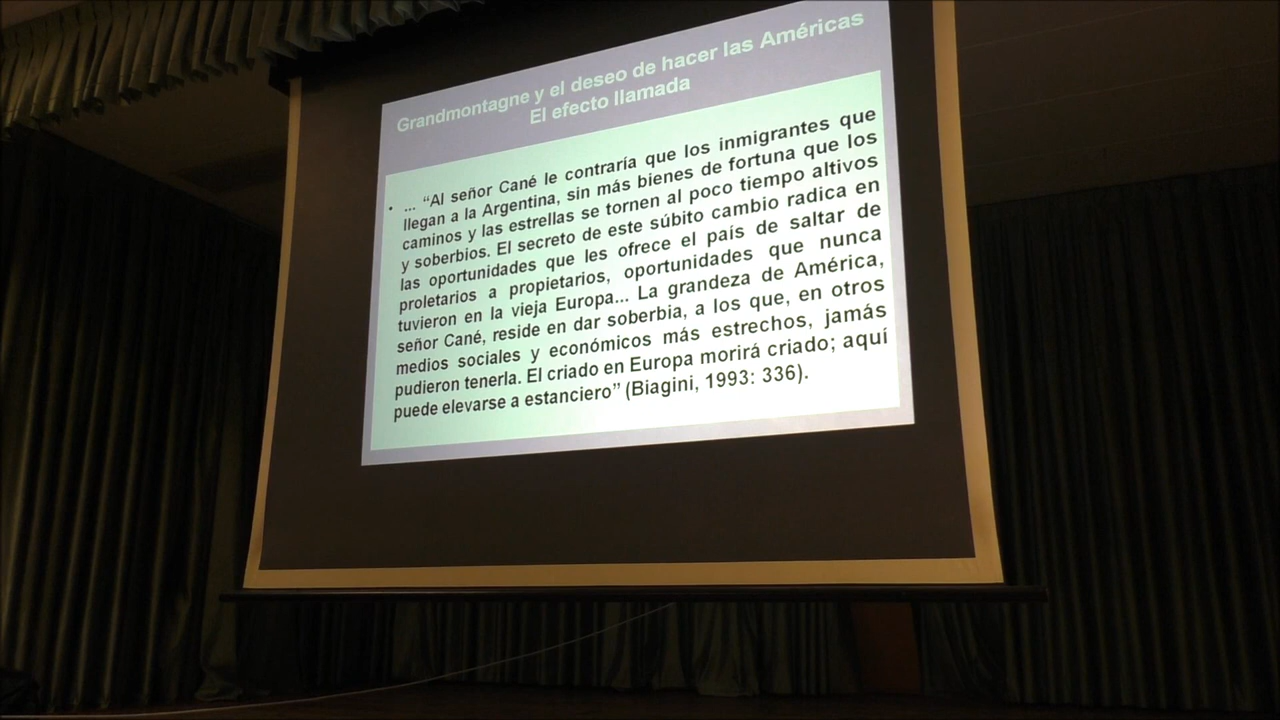 Grandmontagne y el deseo de hacer las Américas
El efecto llamada
• ... “Al señor Cané le contraría que los inmigrantes que
llegan a la Argentina, sin más bienes de fortuna que los
caminos y las estrellas se tornen al poco tiempo altivos
y soberbios. El secreto de este súbito cambio radica en
las oportunidades que les ofrece el país de saltar de
proletarios a propietarios, oportunidades que nunca
tuvieron en la vieja Europa... La grandeza de América,
señor Cané, reside en dar soberbia, a los que, en otros
medios sociales y económicos más estrechos, jamás
pudieron tenerla. El criado en Europa morirá criado; aquí
puede elevarse a estanciero” (Biagini, 1993: 336).